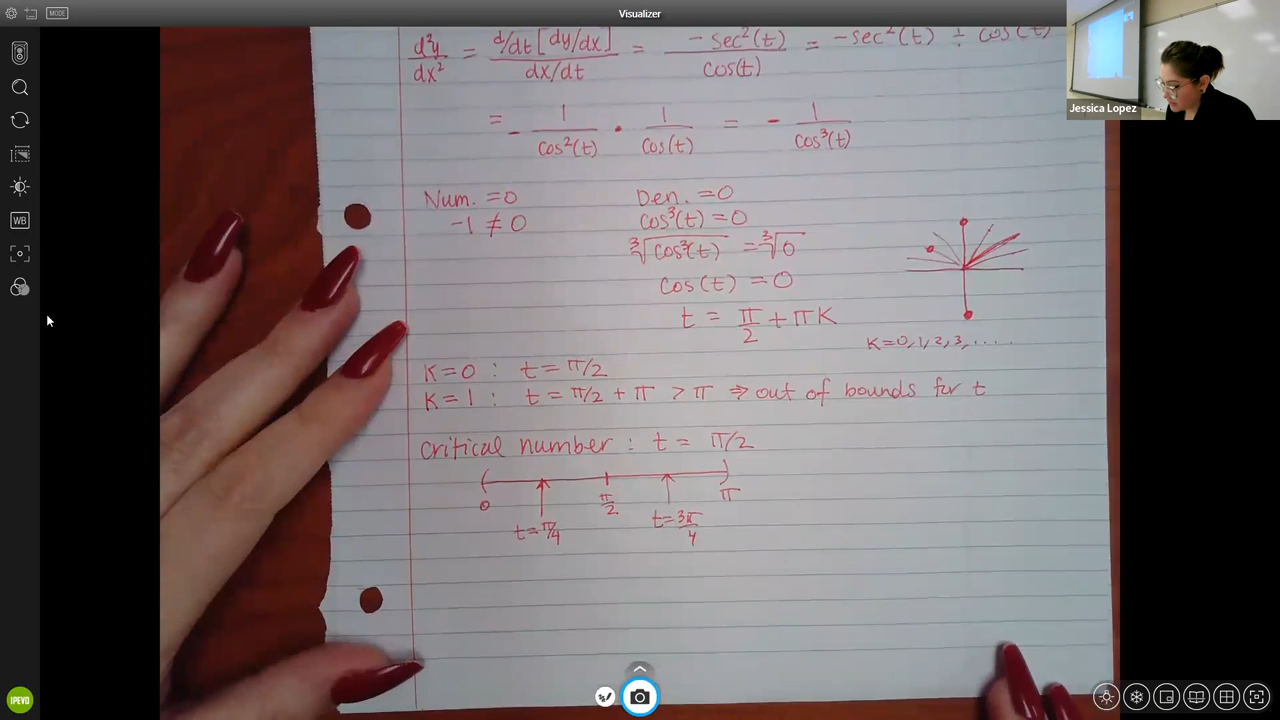 MODE
Visualizer
WB
IPEVO
Jessica Lopez
d²y/dx² = d/dt[dy/dx] / dx/dt = -sec²(t) / cos(t) = -sec²(t) ÷ cos(t)
= - 1/cos²(t) • 1/cos(t) = - 1/cos³(t)
Num. = 0 Den. = 0
-1 ≠ 0 cos³(t) = 0
∛cos³(t) = ∛0
cos(t) = 0
t = π/2 + πK
K=0,1,2,3,....
K=0 : t = π/2
K=1 : t = π/2 + π > π ⇒ out of bounds for t
Critical number : t = π/2
0 π/2 π
t=π/4 t=3π/4